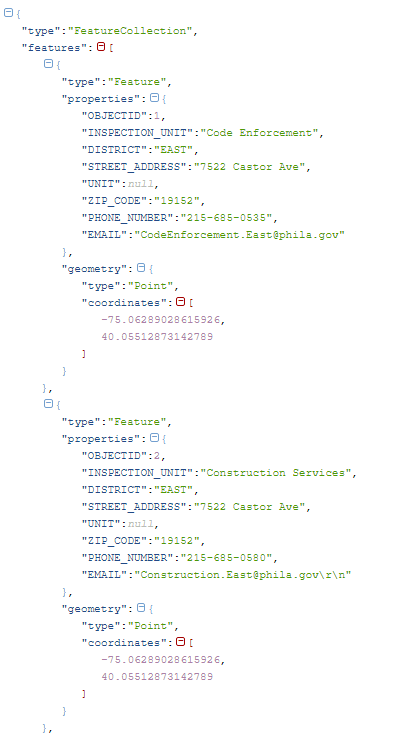 {
"type":"FeatureCollection",
"features":[
{
"type":"Feature",
"properties":{
"OBJECTID":1,
"INSPECTION_UNIT":"Code Enforcement",
"DISTRICT":"EAST",
"STREET_ADDRESS":"7522 Castor Ave",
"UNIT":null,
"ZIP_CODE":"19152",
"PHONE_NUMBER":"215-685-0535",
"EMAIL":"CodeEnforcement.East@phila.gov"
},
"geometry":{
"type":"Point",
"coordinates":[
-75.06289028615926,
40.05512873142789
]
}
},
{
"type":"Feature",
"properties":{
"OBJECTID":2,
"INSPECTION_UNIT":"Construction Services",
"DISTRICT":"EAST",
"STREET_ADDRESS":"7522 Castor Ave",
"UNIT":null,
"ZIP_CODE":"19152",
"PHONE_NUMBER":"215-685-0580",
"EMAIL":"Construction.East@phila.gov\r\n"
},
"geometry":{
"type":"Point",
"coordinates":[
-75.06289028615926,
40.05512873142789
]
}
},